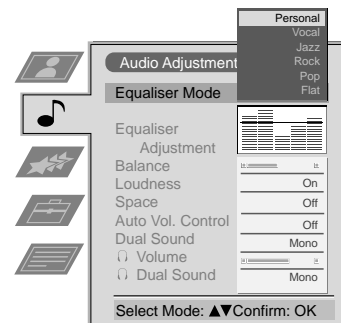 Personal
Vocal
Jazz
Rock
Pop
Flat
Audio Adjustment
Equaliser Mode
Equaliser
Adjustment
Balance
Loudness On
Space Off
Auto Vol. Control Off
Dual Sound Mono
Volume
Dual Sound Mono
Select Mode: ▲▼Confirm: OK